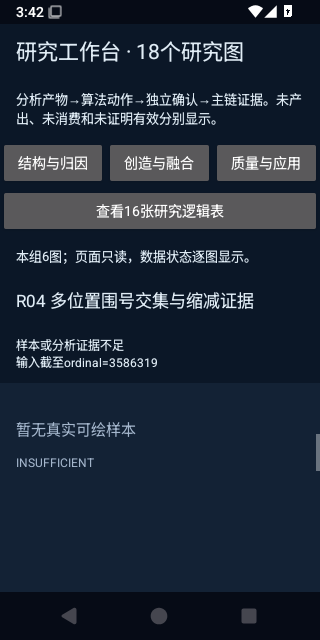 3:42
研究工作台 · 18个研究图
分析产物→算法动作→独立确认→主链证据。未产
出、未消费和未证明有效分别显示。
结构与归因
创造与融合
质量与应用
查看16张研究逻辑表
本组6图；页面只读，数据状态逐图显示。
R04 多位置围号交集与缩减证据
样本或分析证据不足
输入截至ordinal=3586319
暂无真实可绘样本
INSUFFICIENT